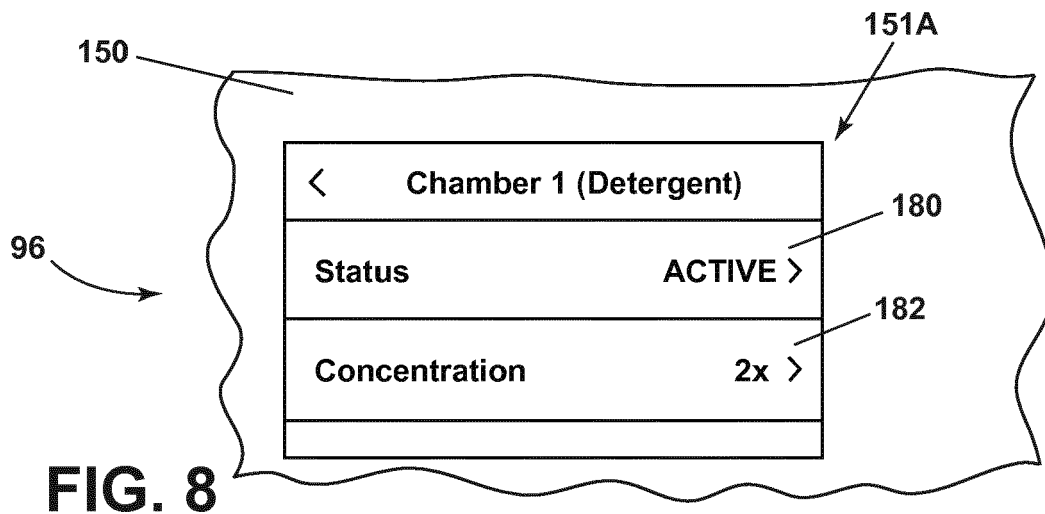 151A
150
< Chamber 1 (Detergent)
180
96
Status ACTIVE >
182
Concentration 2x >
FIG. 8